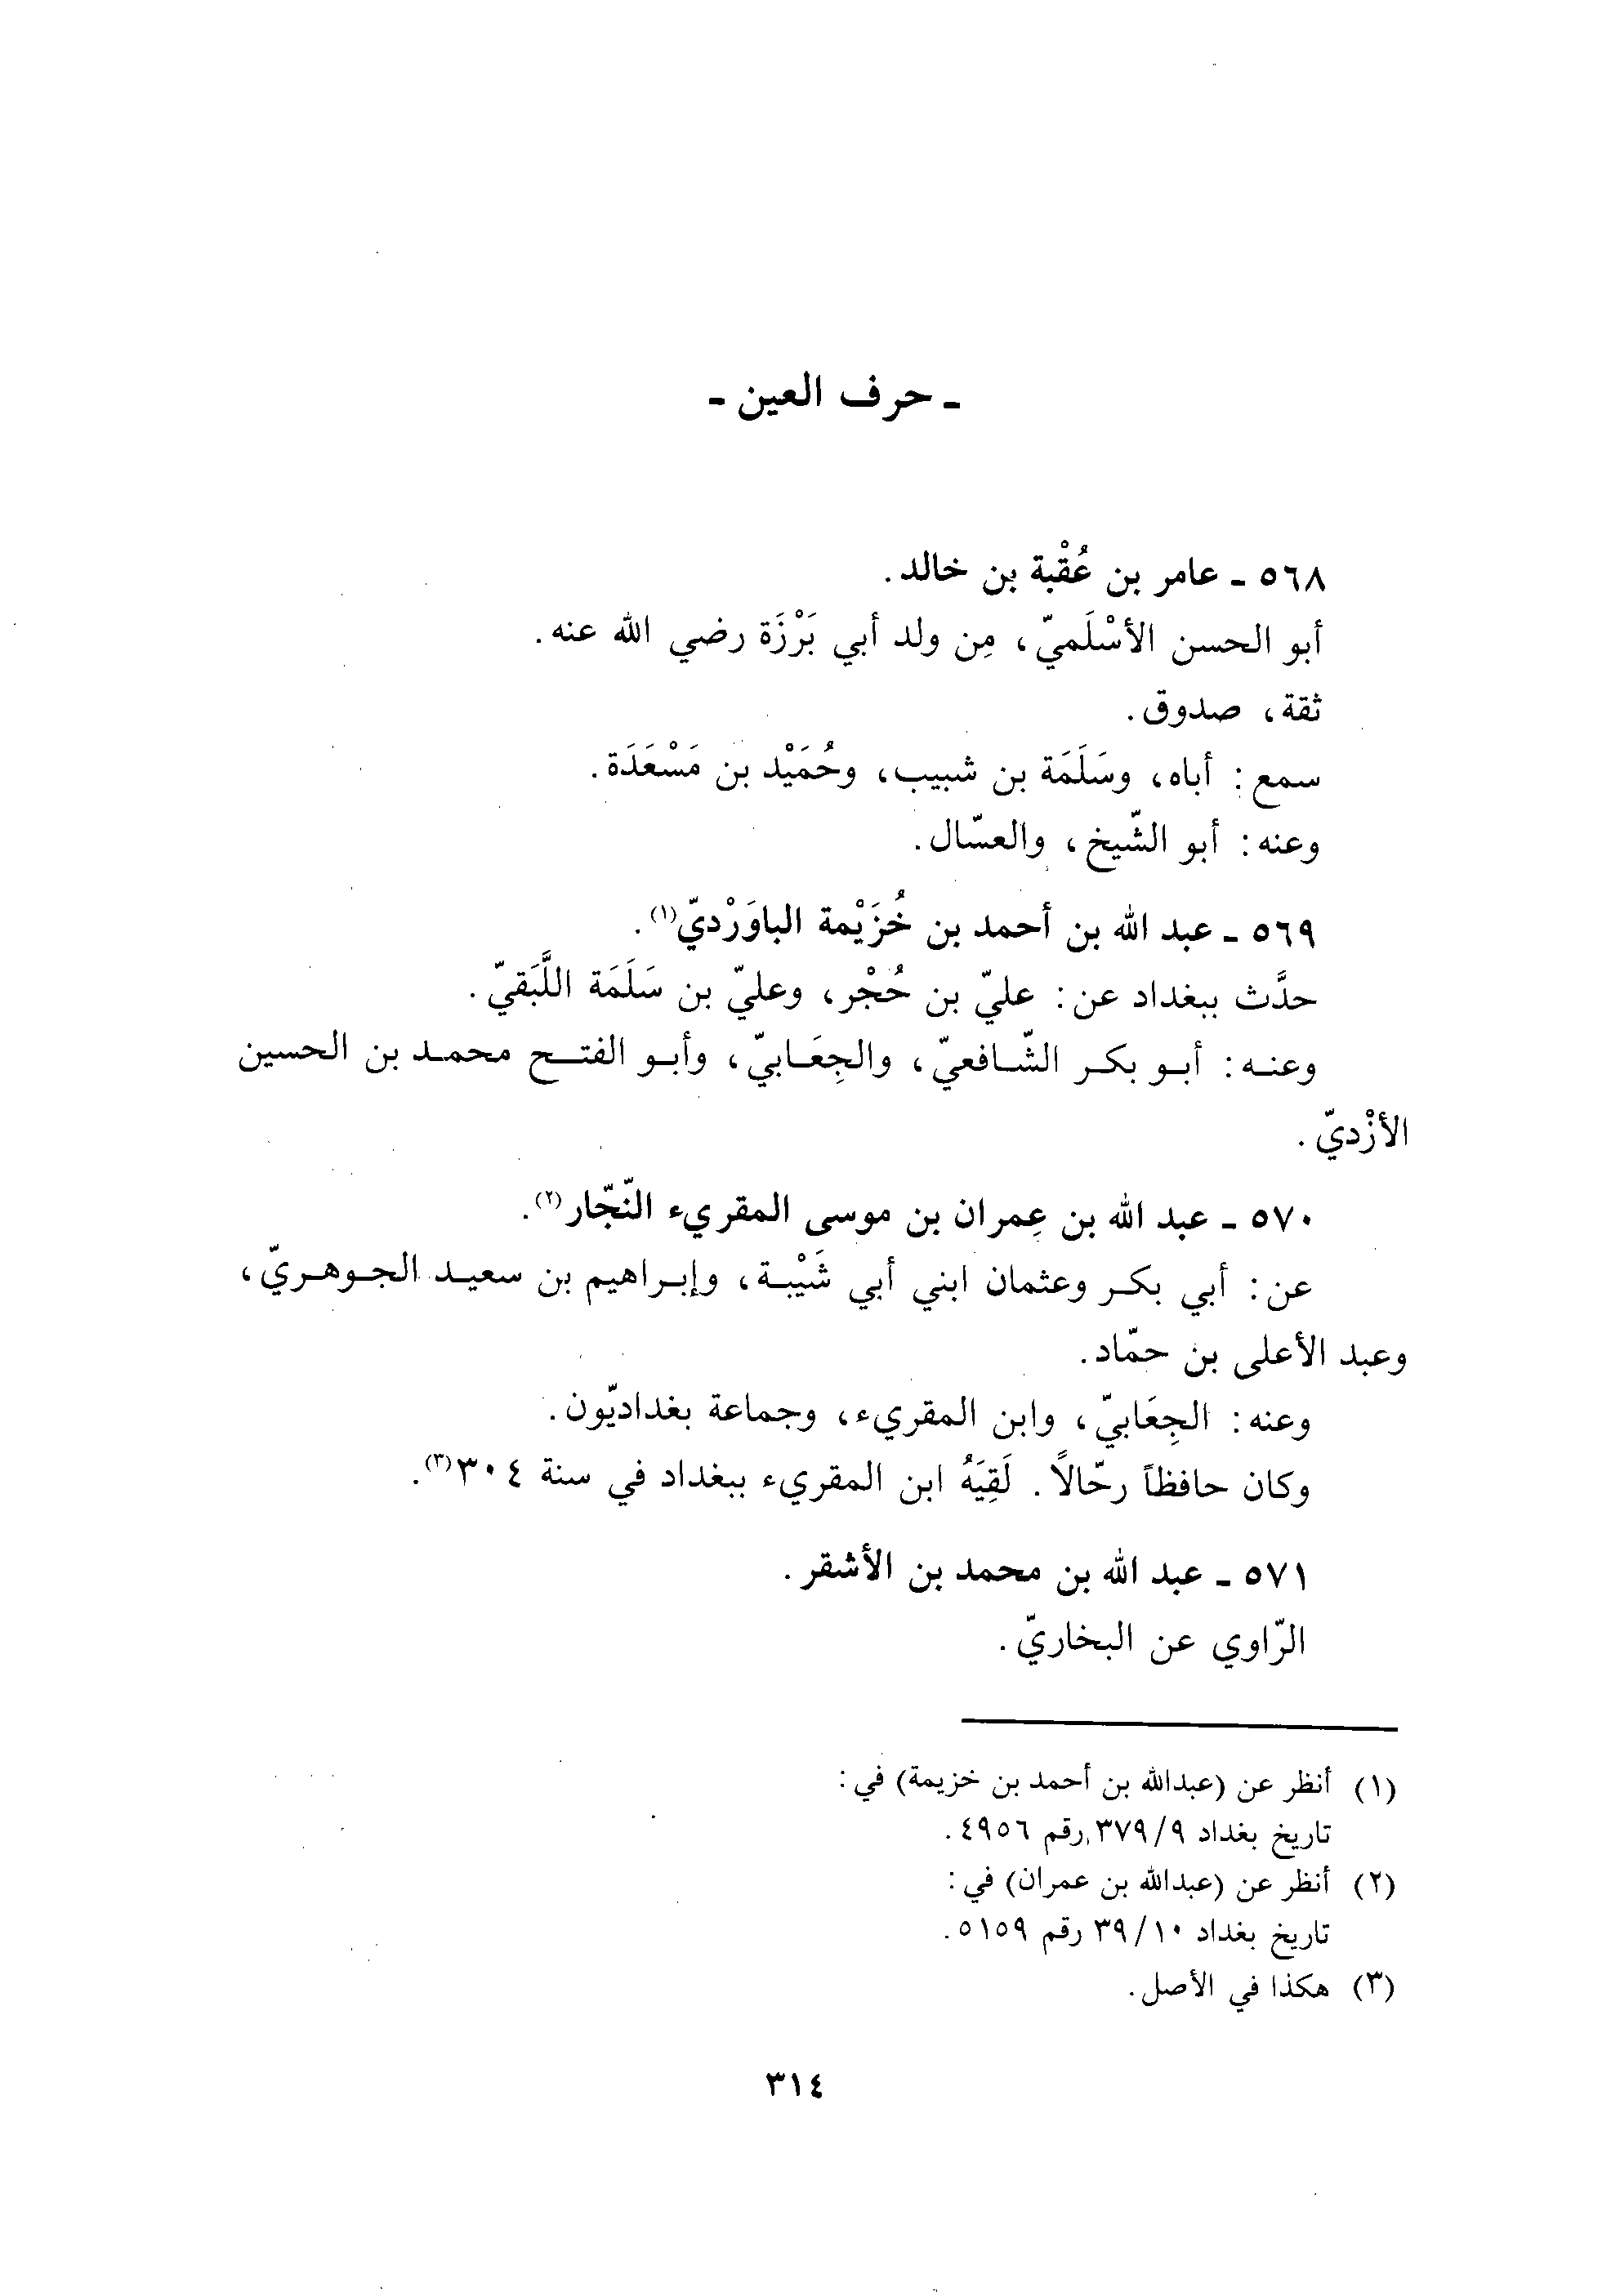 ـ حرف العين ـ
٥٦٨ ـ عامر بن عُقْبة بن خالد.
أبو الحسن الأسْلَميّ، مِن ولد أبي بَرْزَة رضي الله عنه.
ثقة، صدوق.
سمع: أباه، وسَلَمَة بن شبيب، وحُمَيْد بن مَسْعَدَة.
وعنه: أبو الشّيخ، والعسّال.
٥٦٩ ـ عبد الله بن أحمد بن خُزَيْمة الباوَرْديّ(١).
حدَّث ببغداد عن: عليّ بن حُجْر، وعليّ بن سَلَمَة اللَّبَقيّ.
وعنه: أبو بكر الشّافعيّ، والجِعَابيّ، وأبو الفتح محمد بن الحسين
الأزْديّ.
٥٧٠ ـ عبد الله بن عِمران بن موسى المقريء النّجّار(٢).
عن: أبي بكر وعثمان ابني أبي شَيْبة، وإبراهيم بن سعيد الجوهريّ،
وعبد الأعلى بن حمّاد.
وعنه: الجِعَابيّ، وابن المقريء، وجماعة بغداديّون.
وكان حافظاً رحّالاً. لَقِيَهُ ابن المقريء ببغداد في سنة ٣٠٤(٣).
٥٧١ ـ عبد الله بن محمد بن الأشقر.
الرّاوي عن البخاريّ.
(١) أنظر عن (عبدالله بن أحمد بن خزيمة) في:
تاريخ بغداد ٣٧٩/٩ رقم ٤٩٥٦.
(٢) أنظر عن (عبدالله بن عمران) في:
تاريخ بغداد ٣٩/١٠ رقم ٥١٥٩.
(٣) هكذا في الأصل.
٣١٤